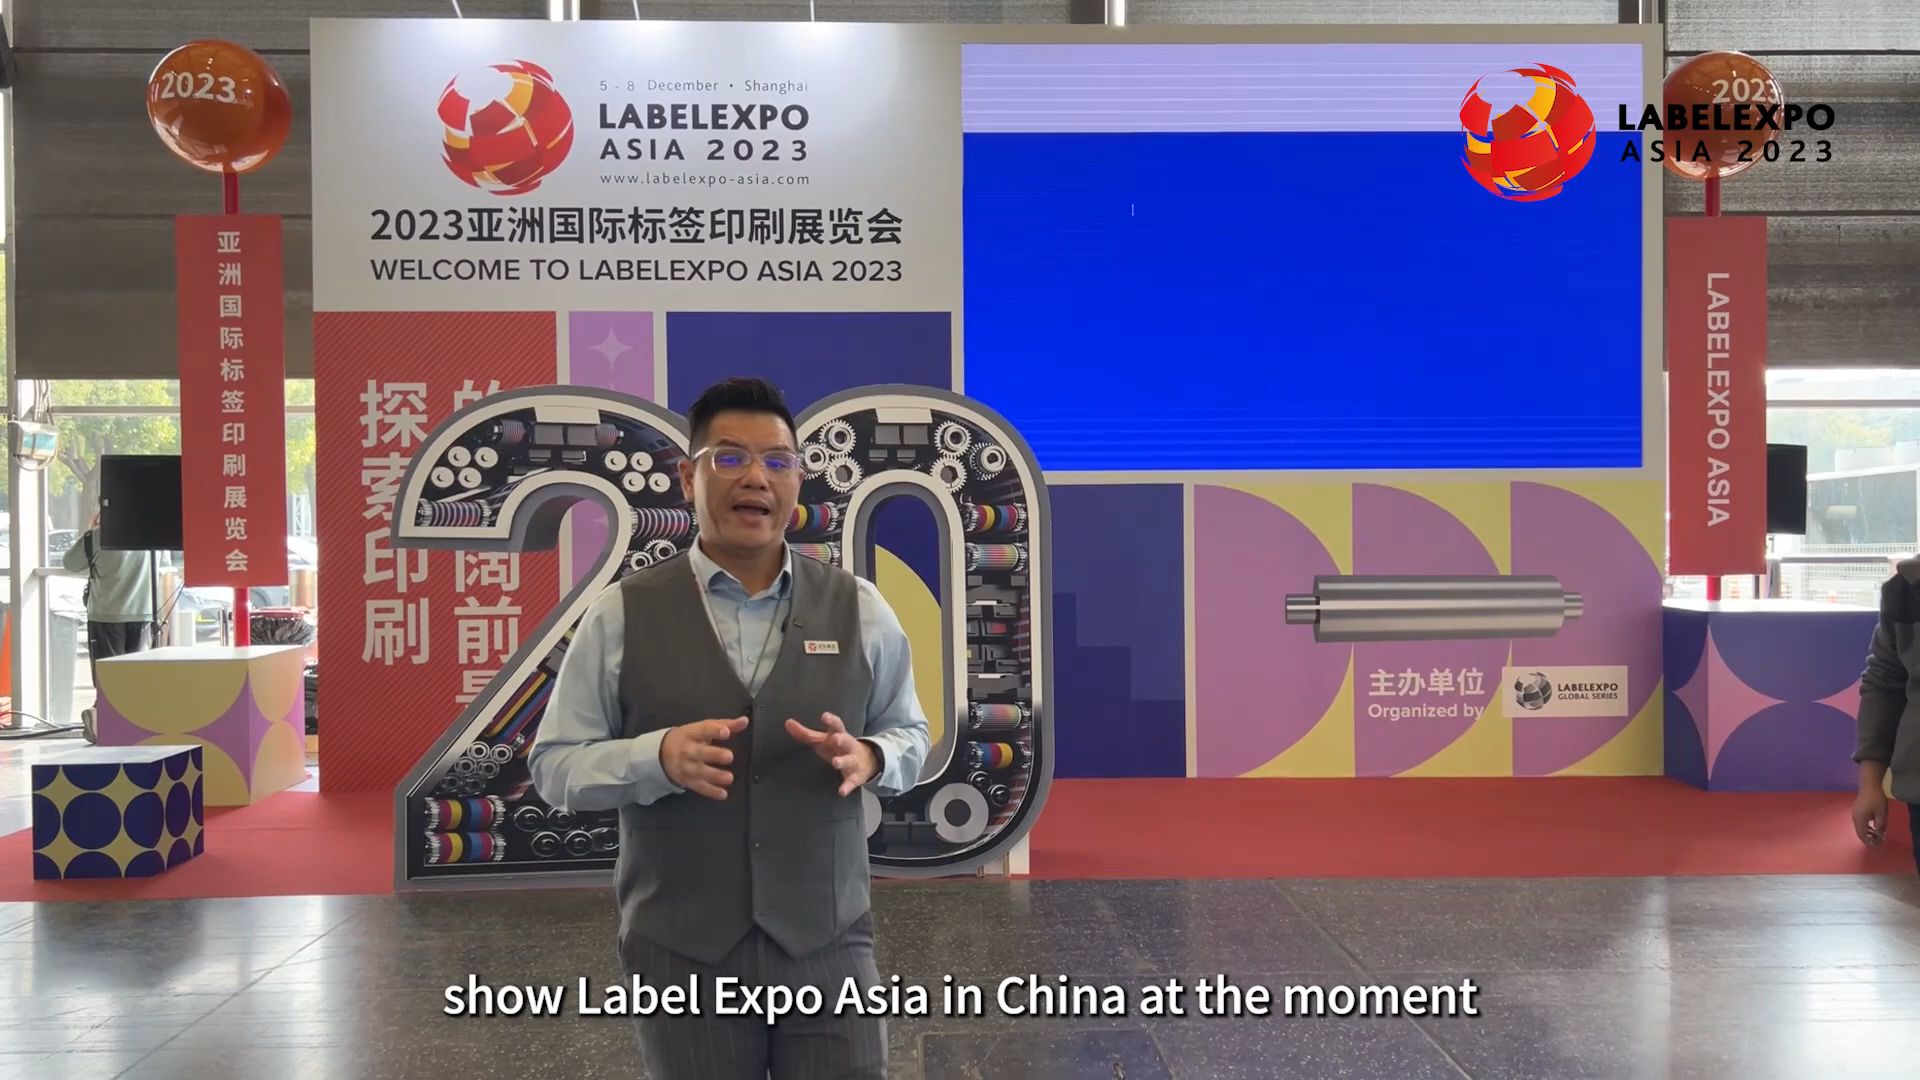 2023
5 - 8 December • Shanghai
LABELEXPO
ASIA 2023
www.labelexpo-asia.com
2023亚洲国际标签印刷展览会
WELCOME TO LABELEXPO ASIA 2023
2023
LABELEXPO
ASIA 2023
亚洲国际标签印刷展览会
探索印刷
阔前
20
LABELEXPO ASIA
主办单位
Organized by
LABELEXPO
GLOBAL SERIES
show Label Expo Asia in China at the moment